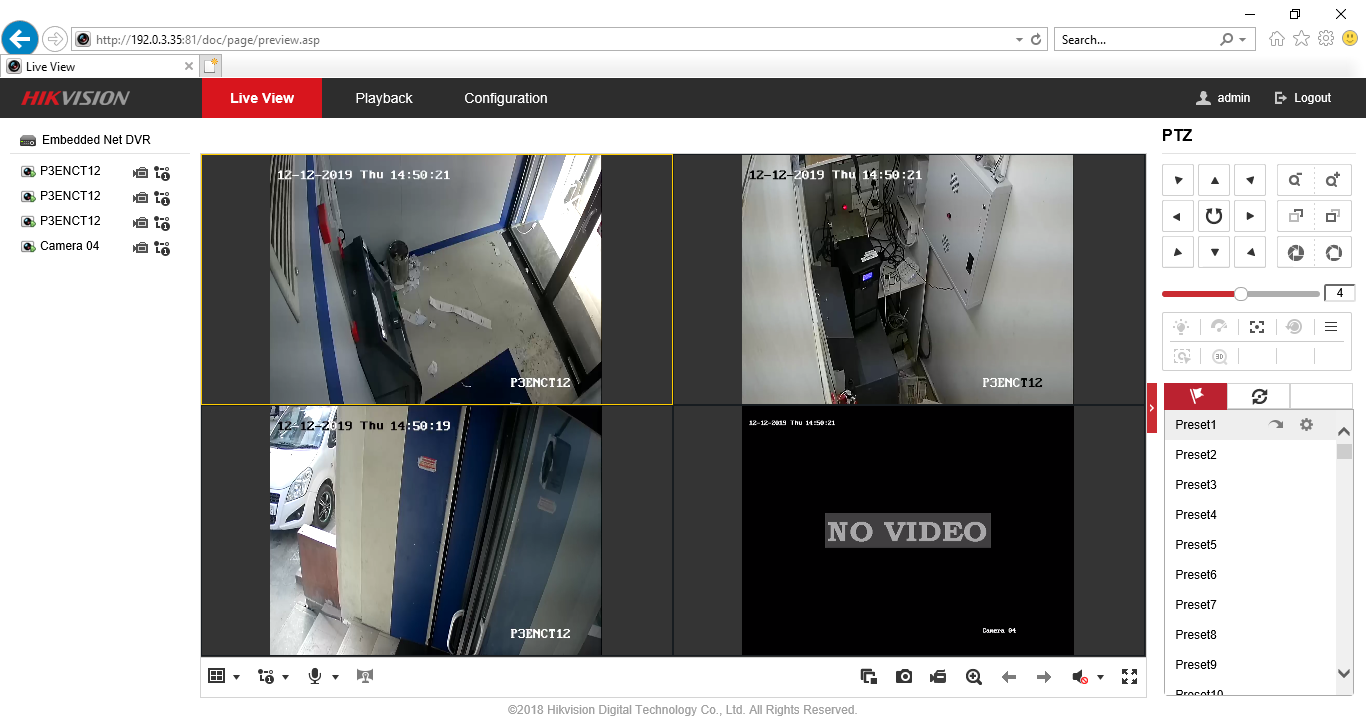 http://192.0.3.35:81/doc/page/preview.asp
Search...
Live View
HIKVISION
Live View
Playback
Configuration
admin
Logout
Embedded Net DVR
P3ENCT12
P3ENCT12
P3ENCT12
Camera 04
12-12-2019 Thu 14:50:21
P3ENCT12
12-12-2019 Thu 14:50:21
P3ENCT12
12-12-2019 Thu 14:50:19
P3ENCT12
12-12-2019 Thu 14:50:21
NO VIDEO
Camera 04
PTZ
4
3D
Preset1
Preset2
Preset3
Preset4
Preset5
Preset6
Preset7
Preset8
Preset9
Preset10
©2018 Hikvision Digital Technology Co., Ltd. All Rights Reserved.